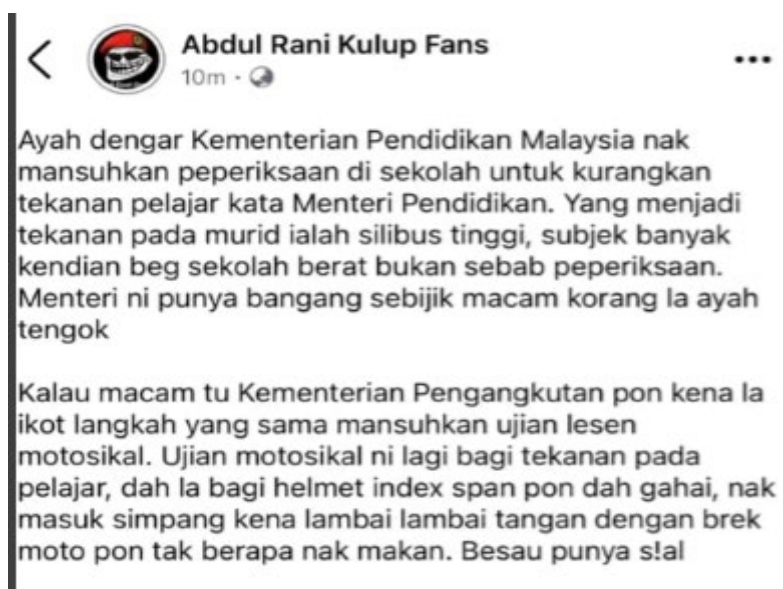 Abdul Rani Kulup Fans
10m
Ayah dengar Kementerian Pendidikan Malaysia nak
mansuhkan peperiksaan di sekolah untuk kurangkan
tekanan pelajar kata Menteri Pendidikan. Yang menjadi
tekanan pada murid ialah silibus tinggi, subjek banyak
kendian beg sekolah berat bukan sebab peperiksaan.
Menteri ni punya bangang sebijik macam korang la ayah
tengok
Kalau macam tu Kementerian Pengangkutan pon kena la
ikot langkah yang sama mansuhkan ujian lesen
motosikal. Ujian motosikal ni lagi bagi tekanan pada
pelajar, dah la bagi helmet index span pon dah gahai, nak
masuk simpang kena lambai lambai tangan dengan brek
moto pon tak berapa nak makan. Besau punya s!al